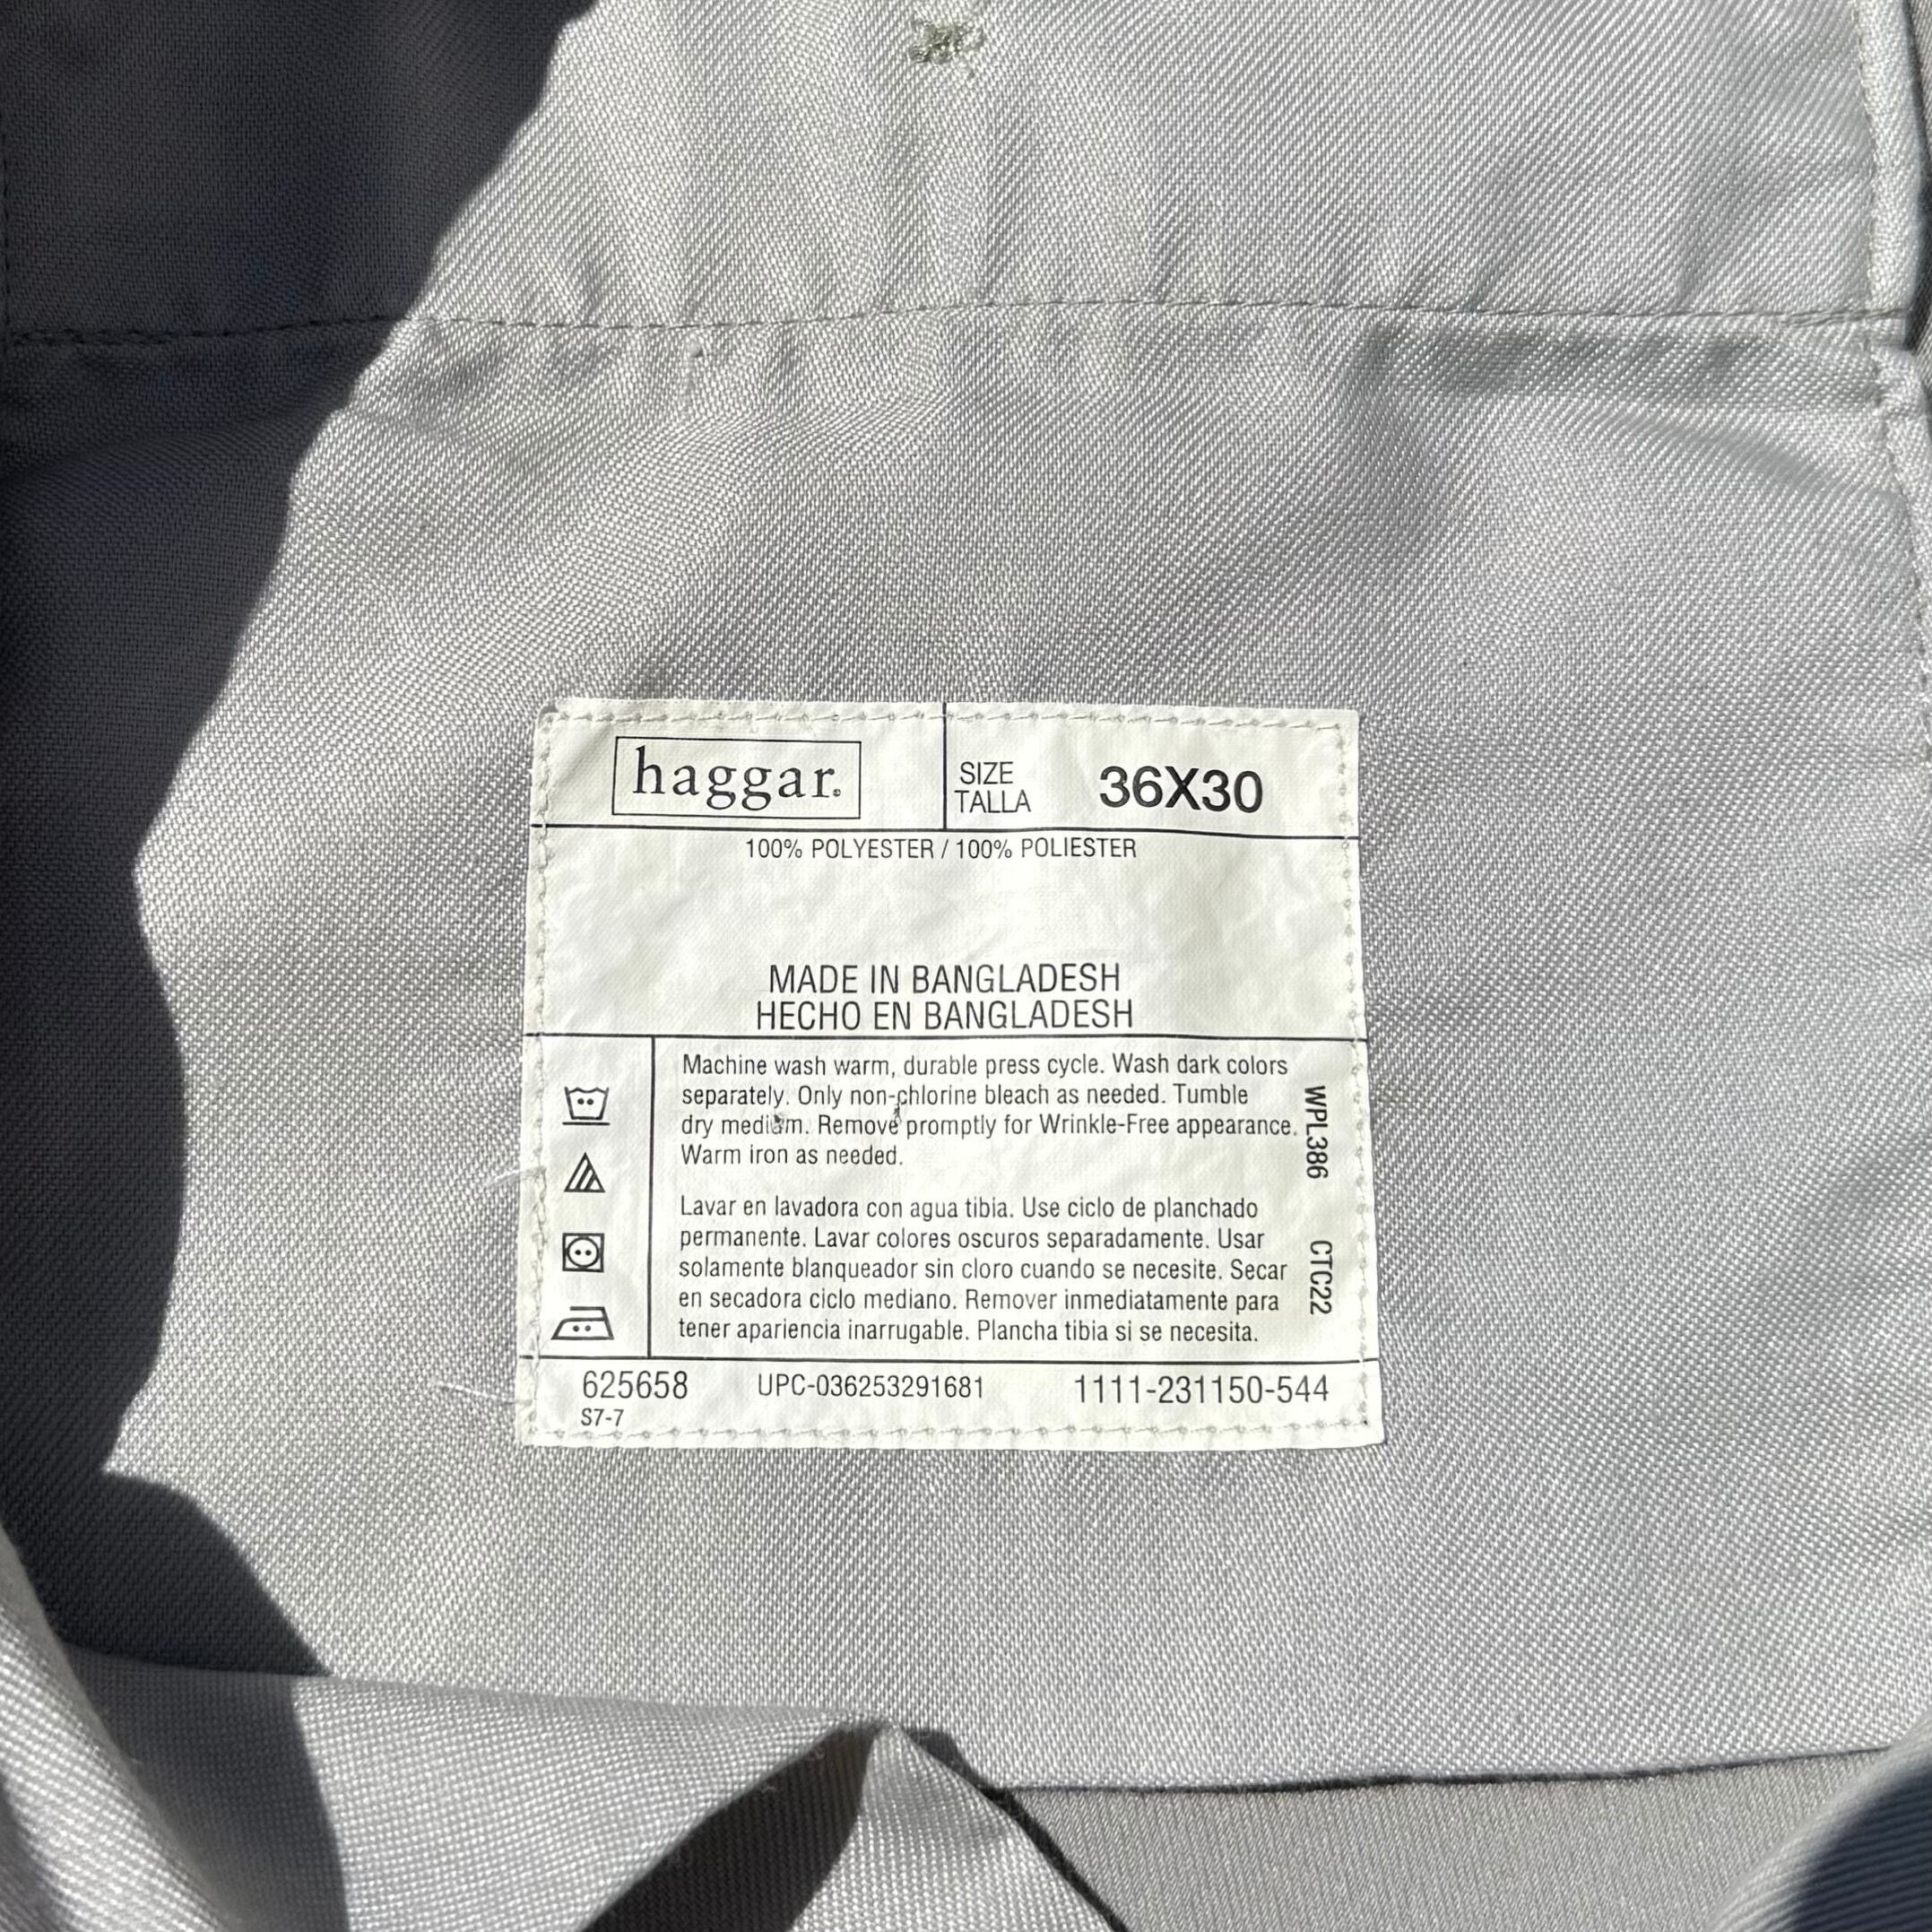 haggar.
SIZE
TALLA
36X30
100% POLYESTER / 100% POLIESTER
MADE IN BANGLADESH
HECHO EN BANGLADESH
Machine wash warm, durable press cycle. Wash dark colors
separately. Only non-chlorine bleach as needed. Tumble
dry medium. Remove promptly for Wrinkle-Free appearance.
Warm iron as needed.
Lavar en lavadora con agua tibia. Use ciclo de planchado
permanente. Lavar colores oscuros separadamente. Usar
solamente blanqueador sin cloro cuando se necesite. Secar
en secadora ciclo mediano. Remover inmediatamente para
tener apariencia inarrugable. Plancha tibia si se necesita.
WPL386 CTC22
625658 UPC-036253291681 1111-231150-544
S7-7